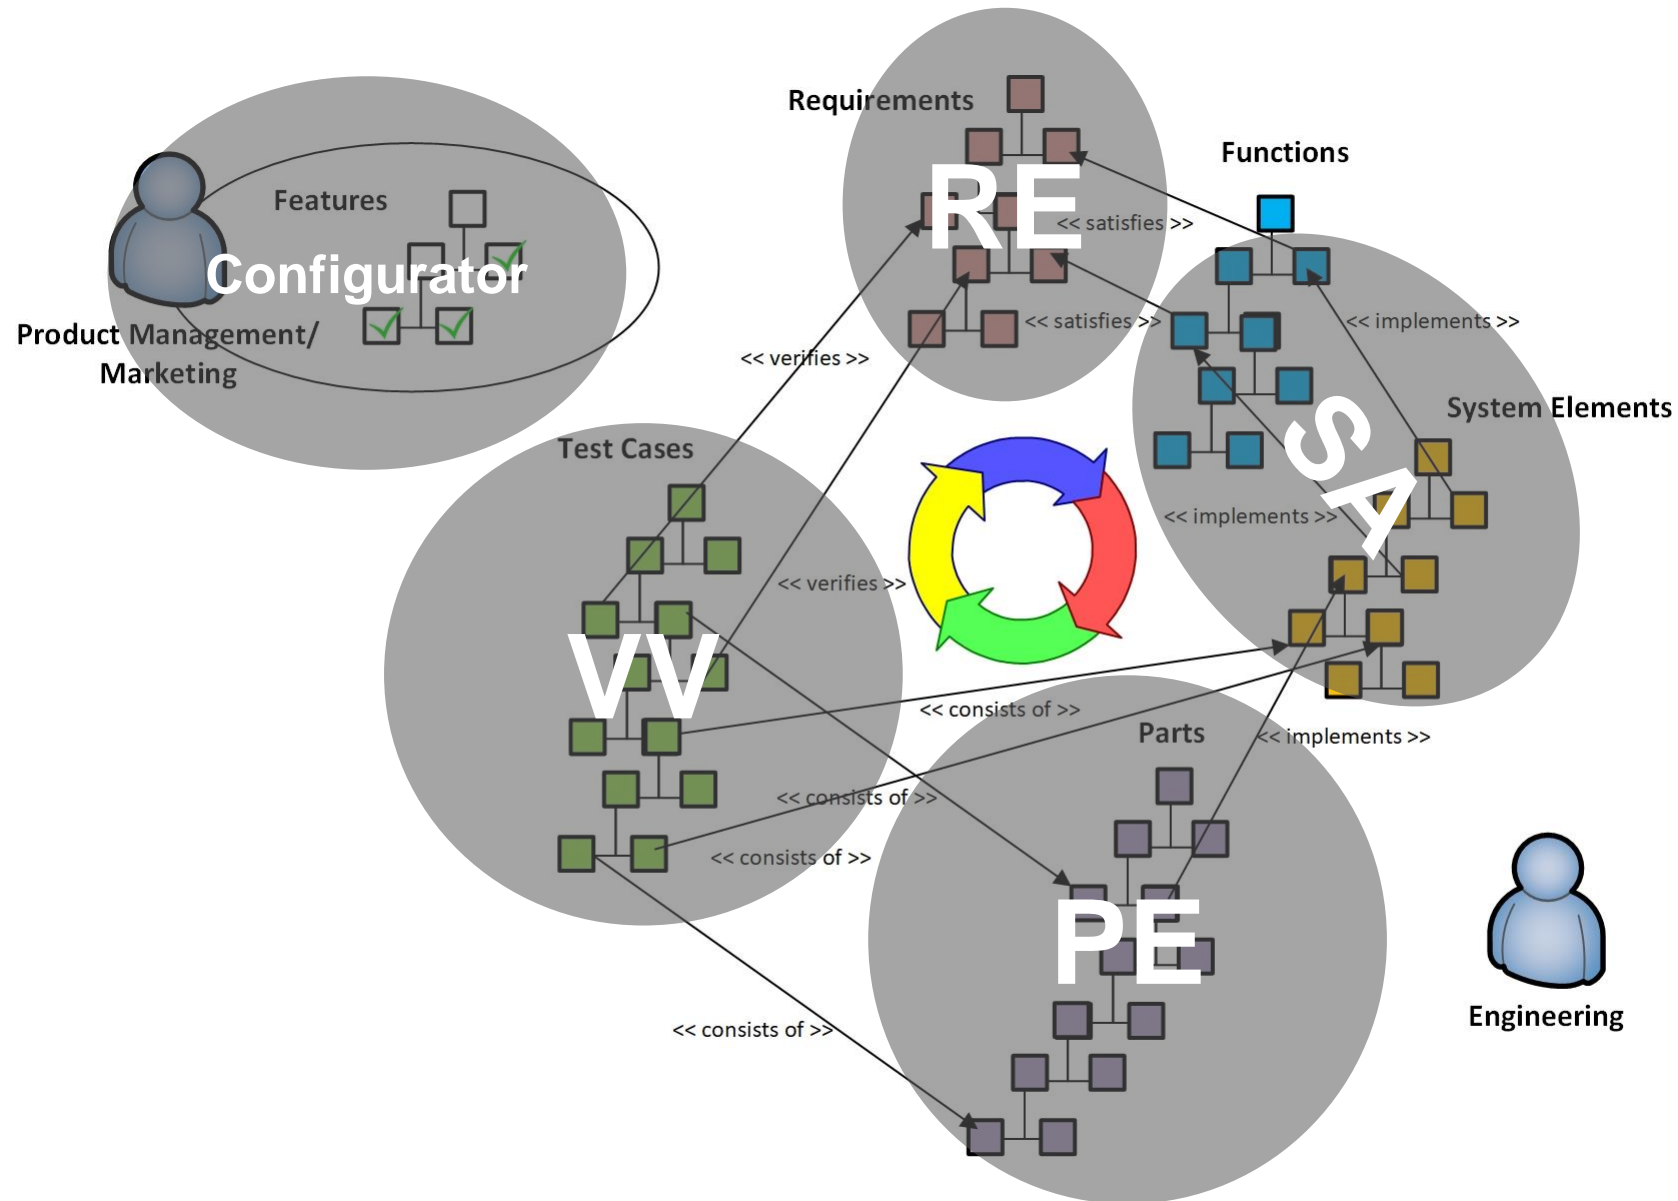 Requirements
RE
Functions
Features
Configurator
Product Management/
Marketing
<< satisfies >>
<< satisfies >>
<< implements >>
<< verifies >>
System Elements
SA
Test Cases
<< implements >>
<< verifies >>
VV
<< consists of >>
Parts
<< implements >>
<< consists of >>
<< consists of >>
PE
Engineering
<< consists of >>